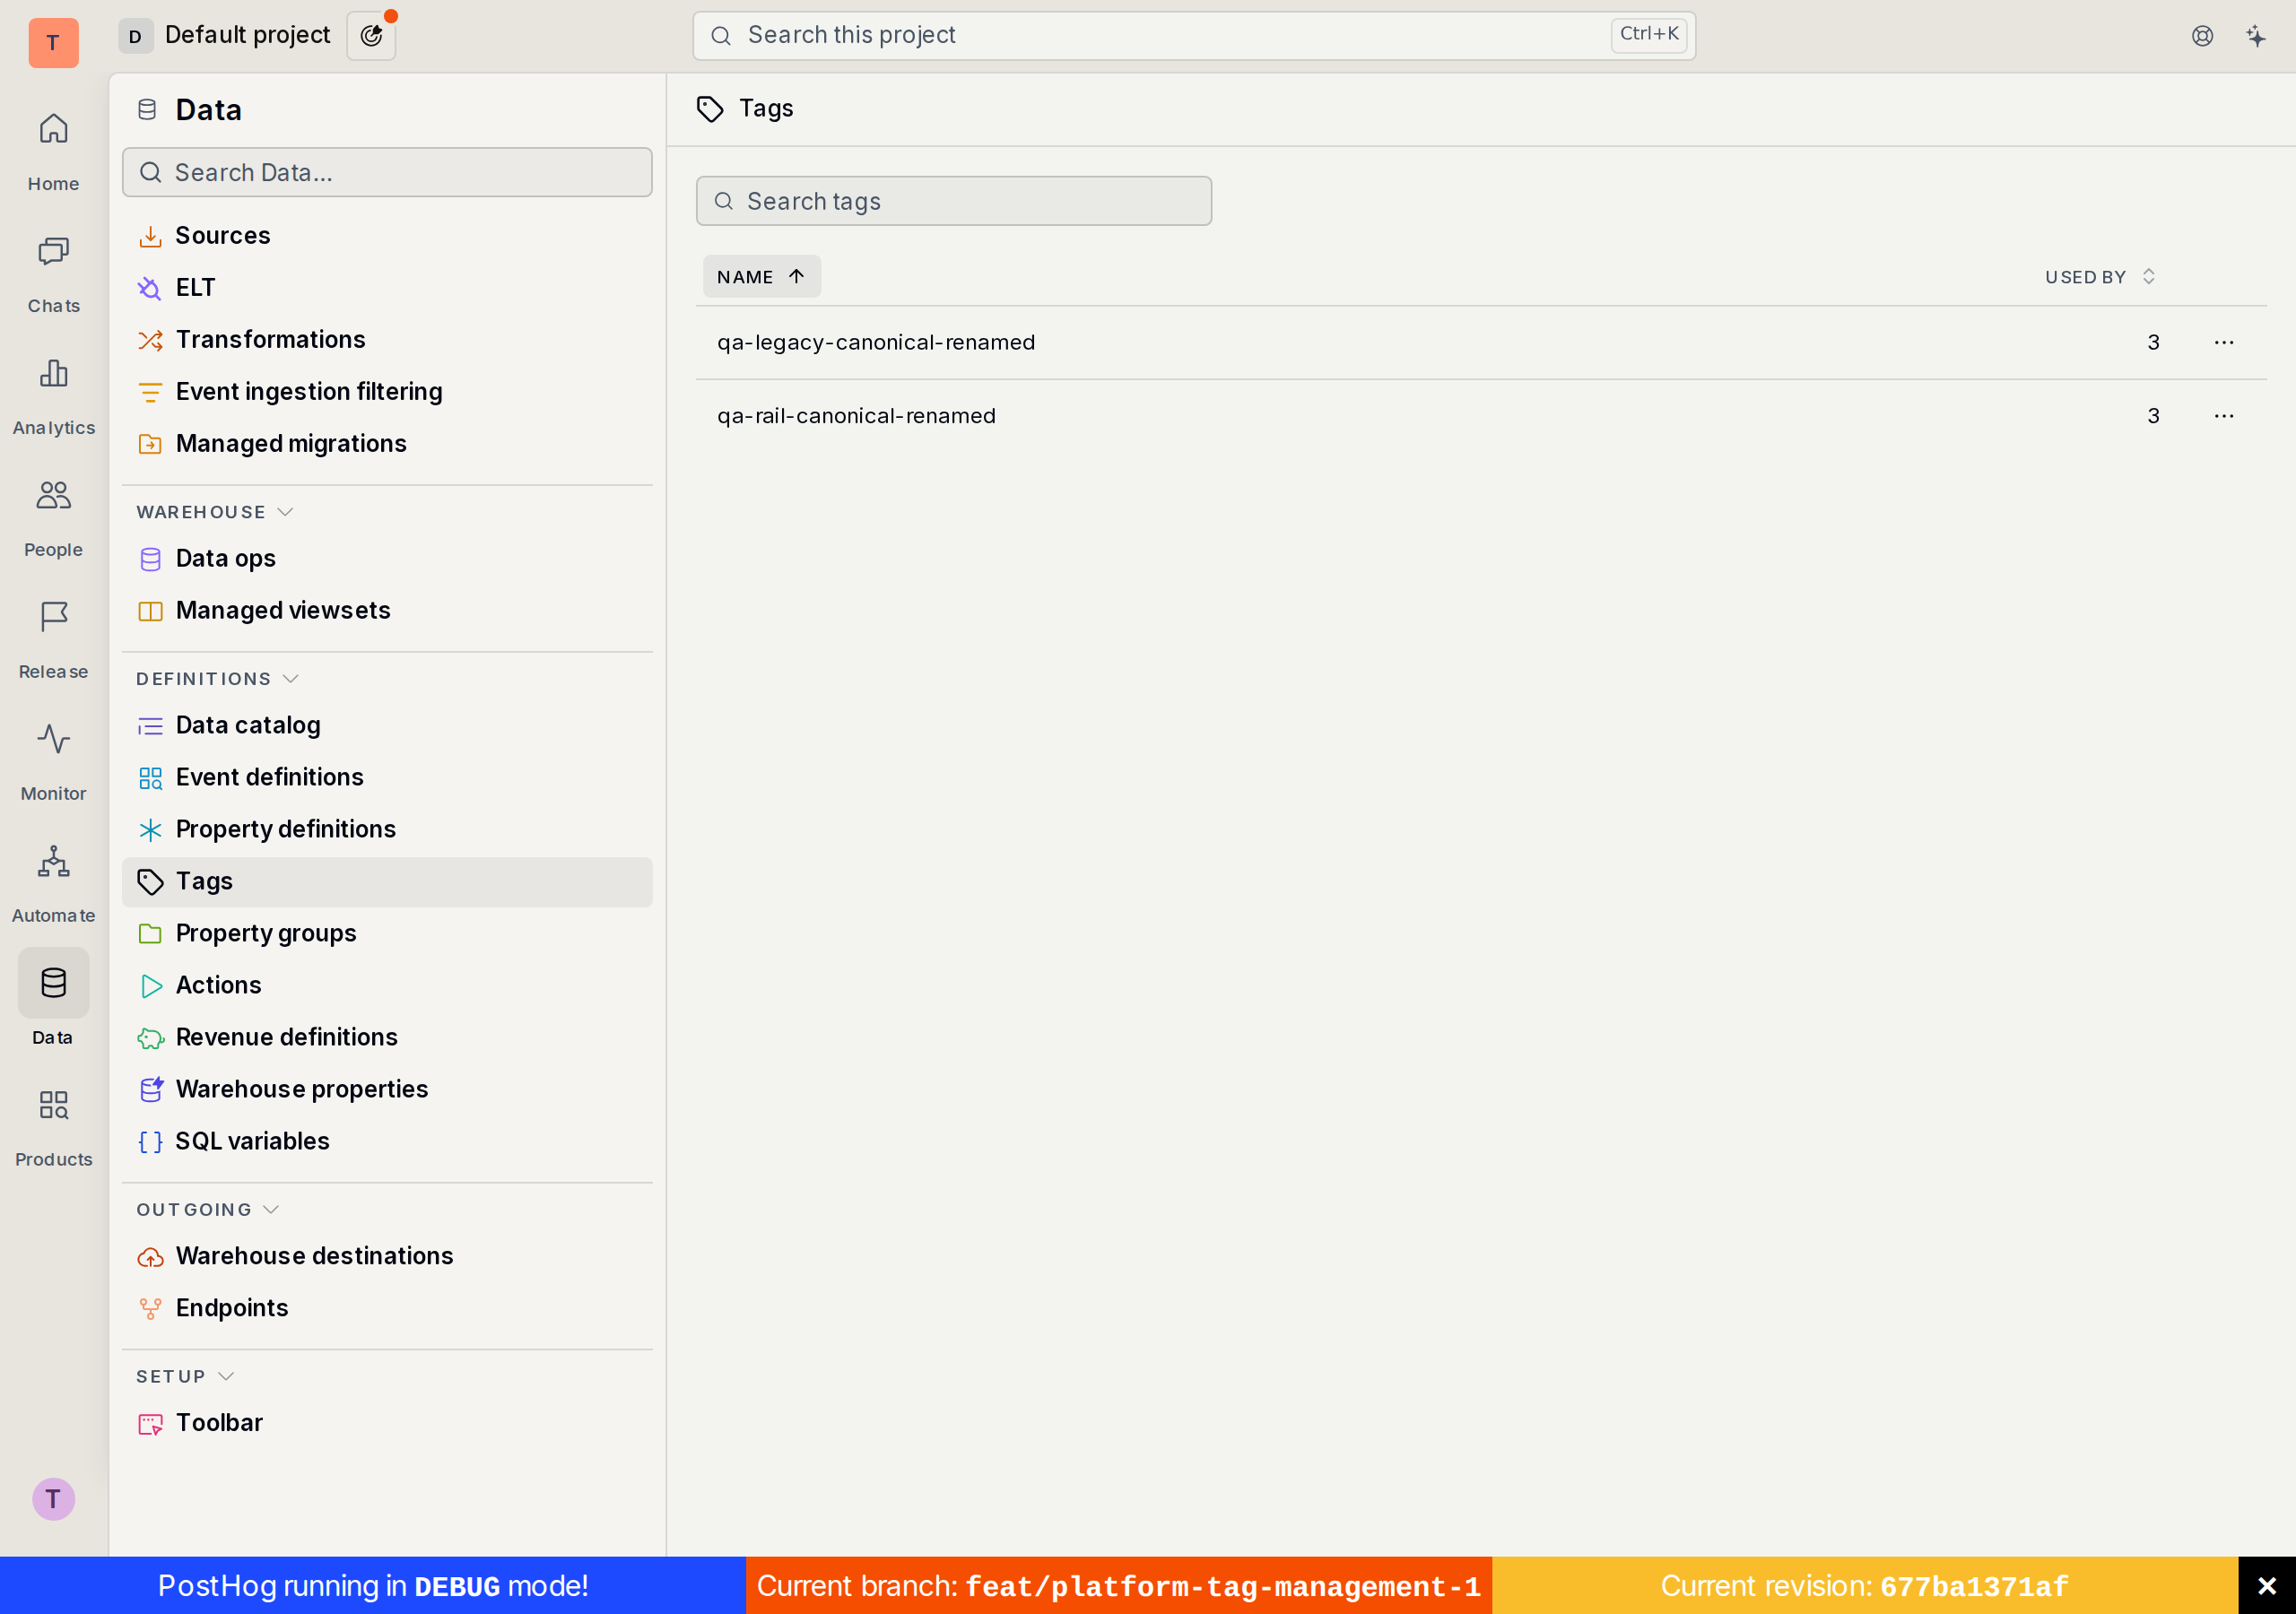 T
D Default project
Search this project Ctrl+K
Home
Chats
Analytics
People
Release
Monitor
Automate
Data
Products
T
Data
Search Data...
Sources
ELT
Transformations
Event ingestion filtering
Managed migrations
WAREHOUSE
Data ops
Managed viewsets
DEFINITIONS
Data catalog
Event definitions
Property definitions
Tags
Property groups
Actions
Revenue definitions
Warehouse properties
SQL variables
OUTGOING
Warehouse destinations
Endpoints
SETUP
Toolbar
Tags
Search tags
NAME USED BY
qa-legacy-canonical-renamed 3
qa-rail-canonical-renamed 3
PostHog running in DEBUG mode! Current branch: feat/platform-tag-management-1 Current revision: 677ba1371af